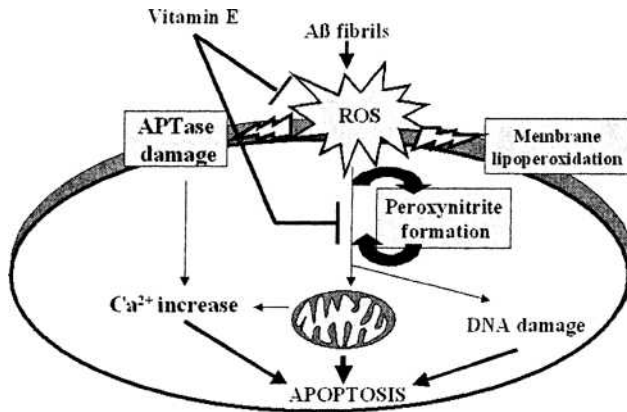 Vitamin E
Aß fibrils
ROS
APTase
damage
Membrane
lipoperoxidation
Peroxynitrite
formation
Ca²⁺ increase
DNA damage
APOPTOSIS